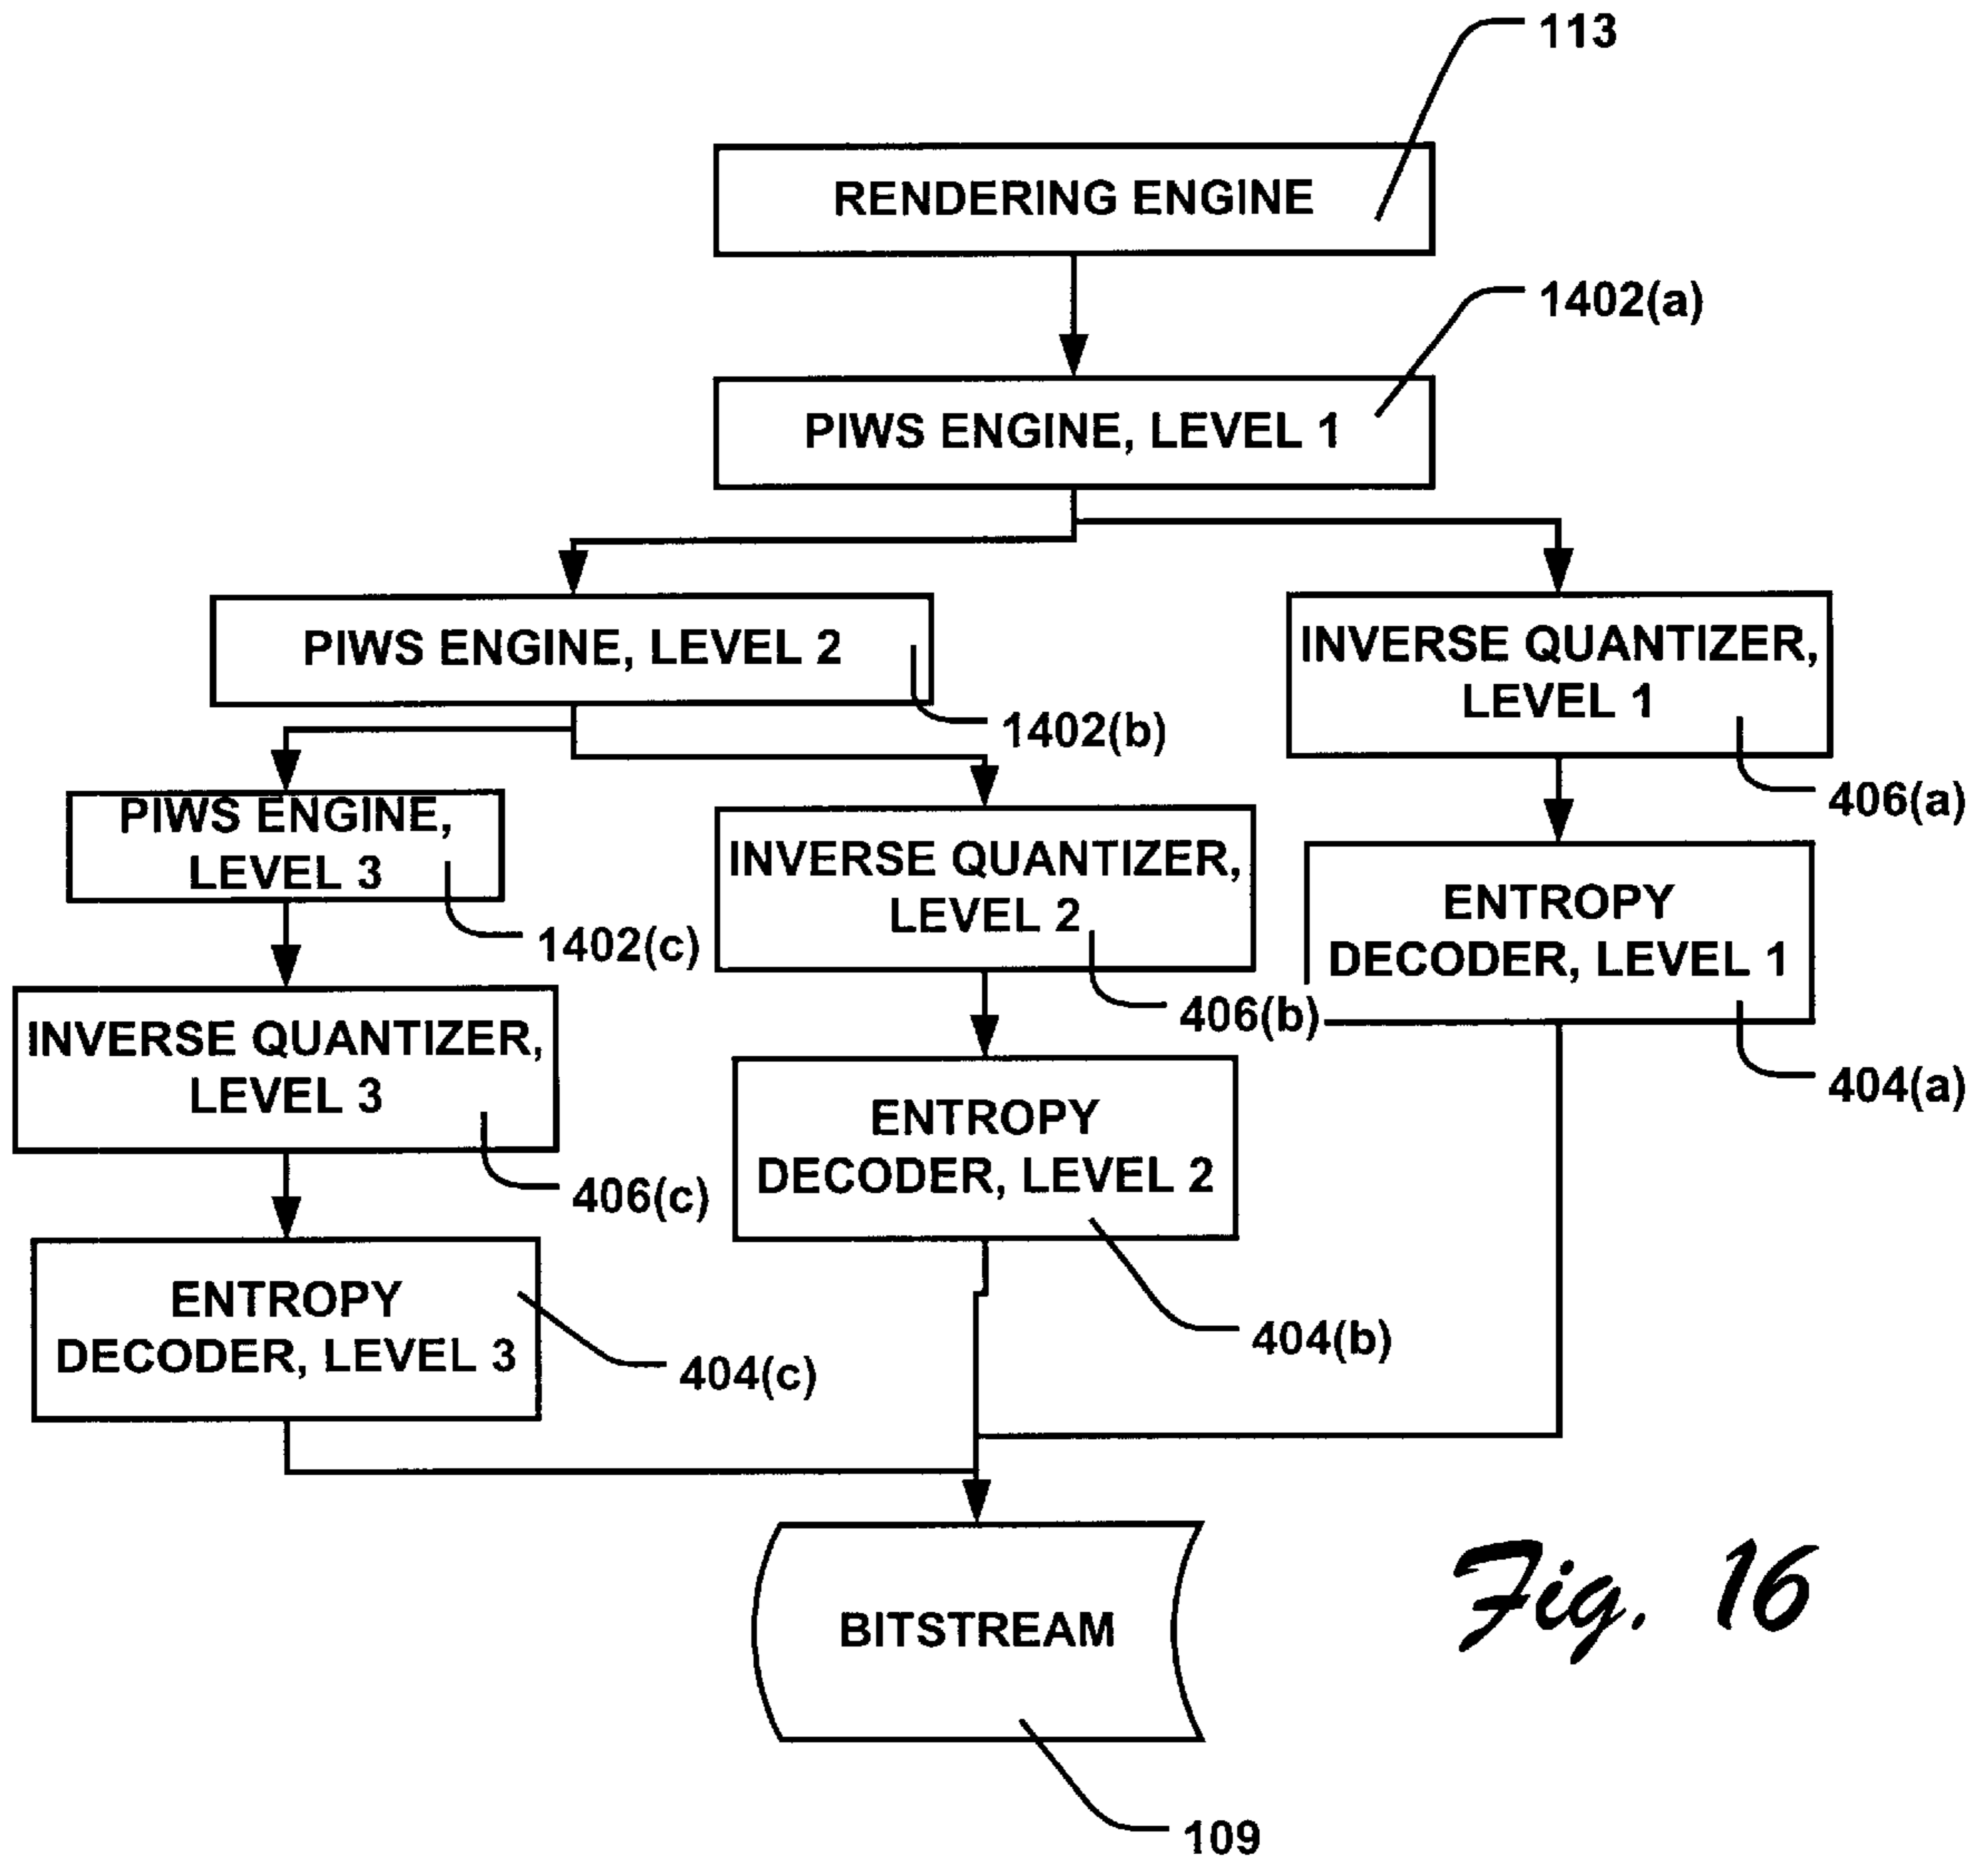 113
RENDERING ENGINE
1402(a)
PIWS ENGINE, LEVEL 1
PIWS ENGINE, LEVEL 2
1402(b)
INVERSE QUANTIZER,
LEVEL 1
406(a)
PIWS ENGINE,
LEVEL 3
1402(c)
INVERSE QUANTIZER,
LEVEL 2
406(b)
ENTROPY
DECODER, LEVEL 1
404(a)
INVERSE QUANTIZER,
LEVEL 3
406(c)
ENTROPY
DECODER, LEVEL 2
404(b)
ENTROPY
DECODER, LEVEL 3
404(c)
BITSTREAM
109
Fig. 16